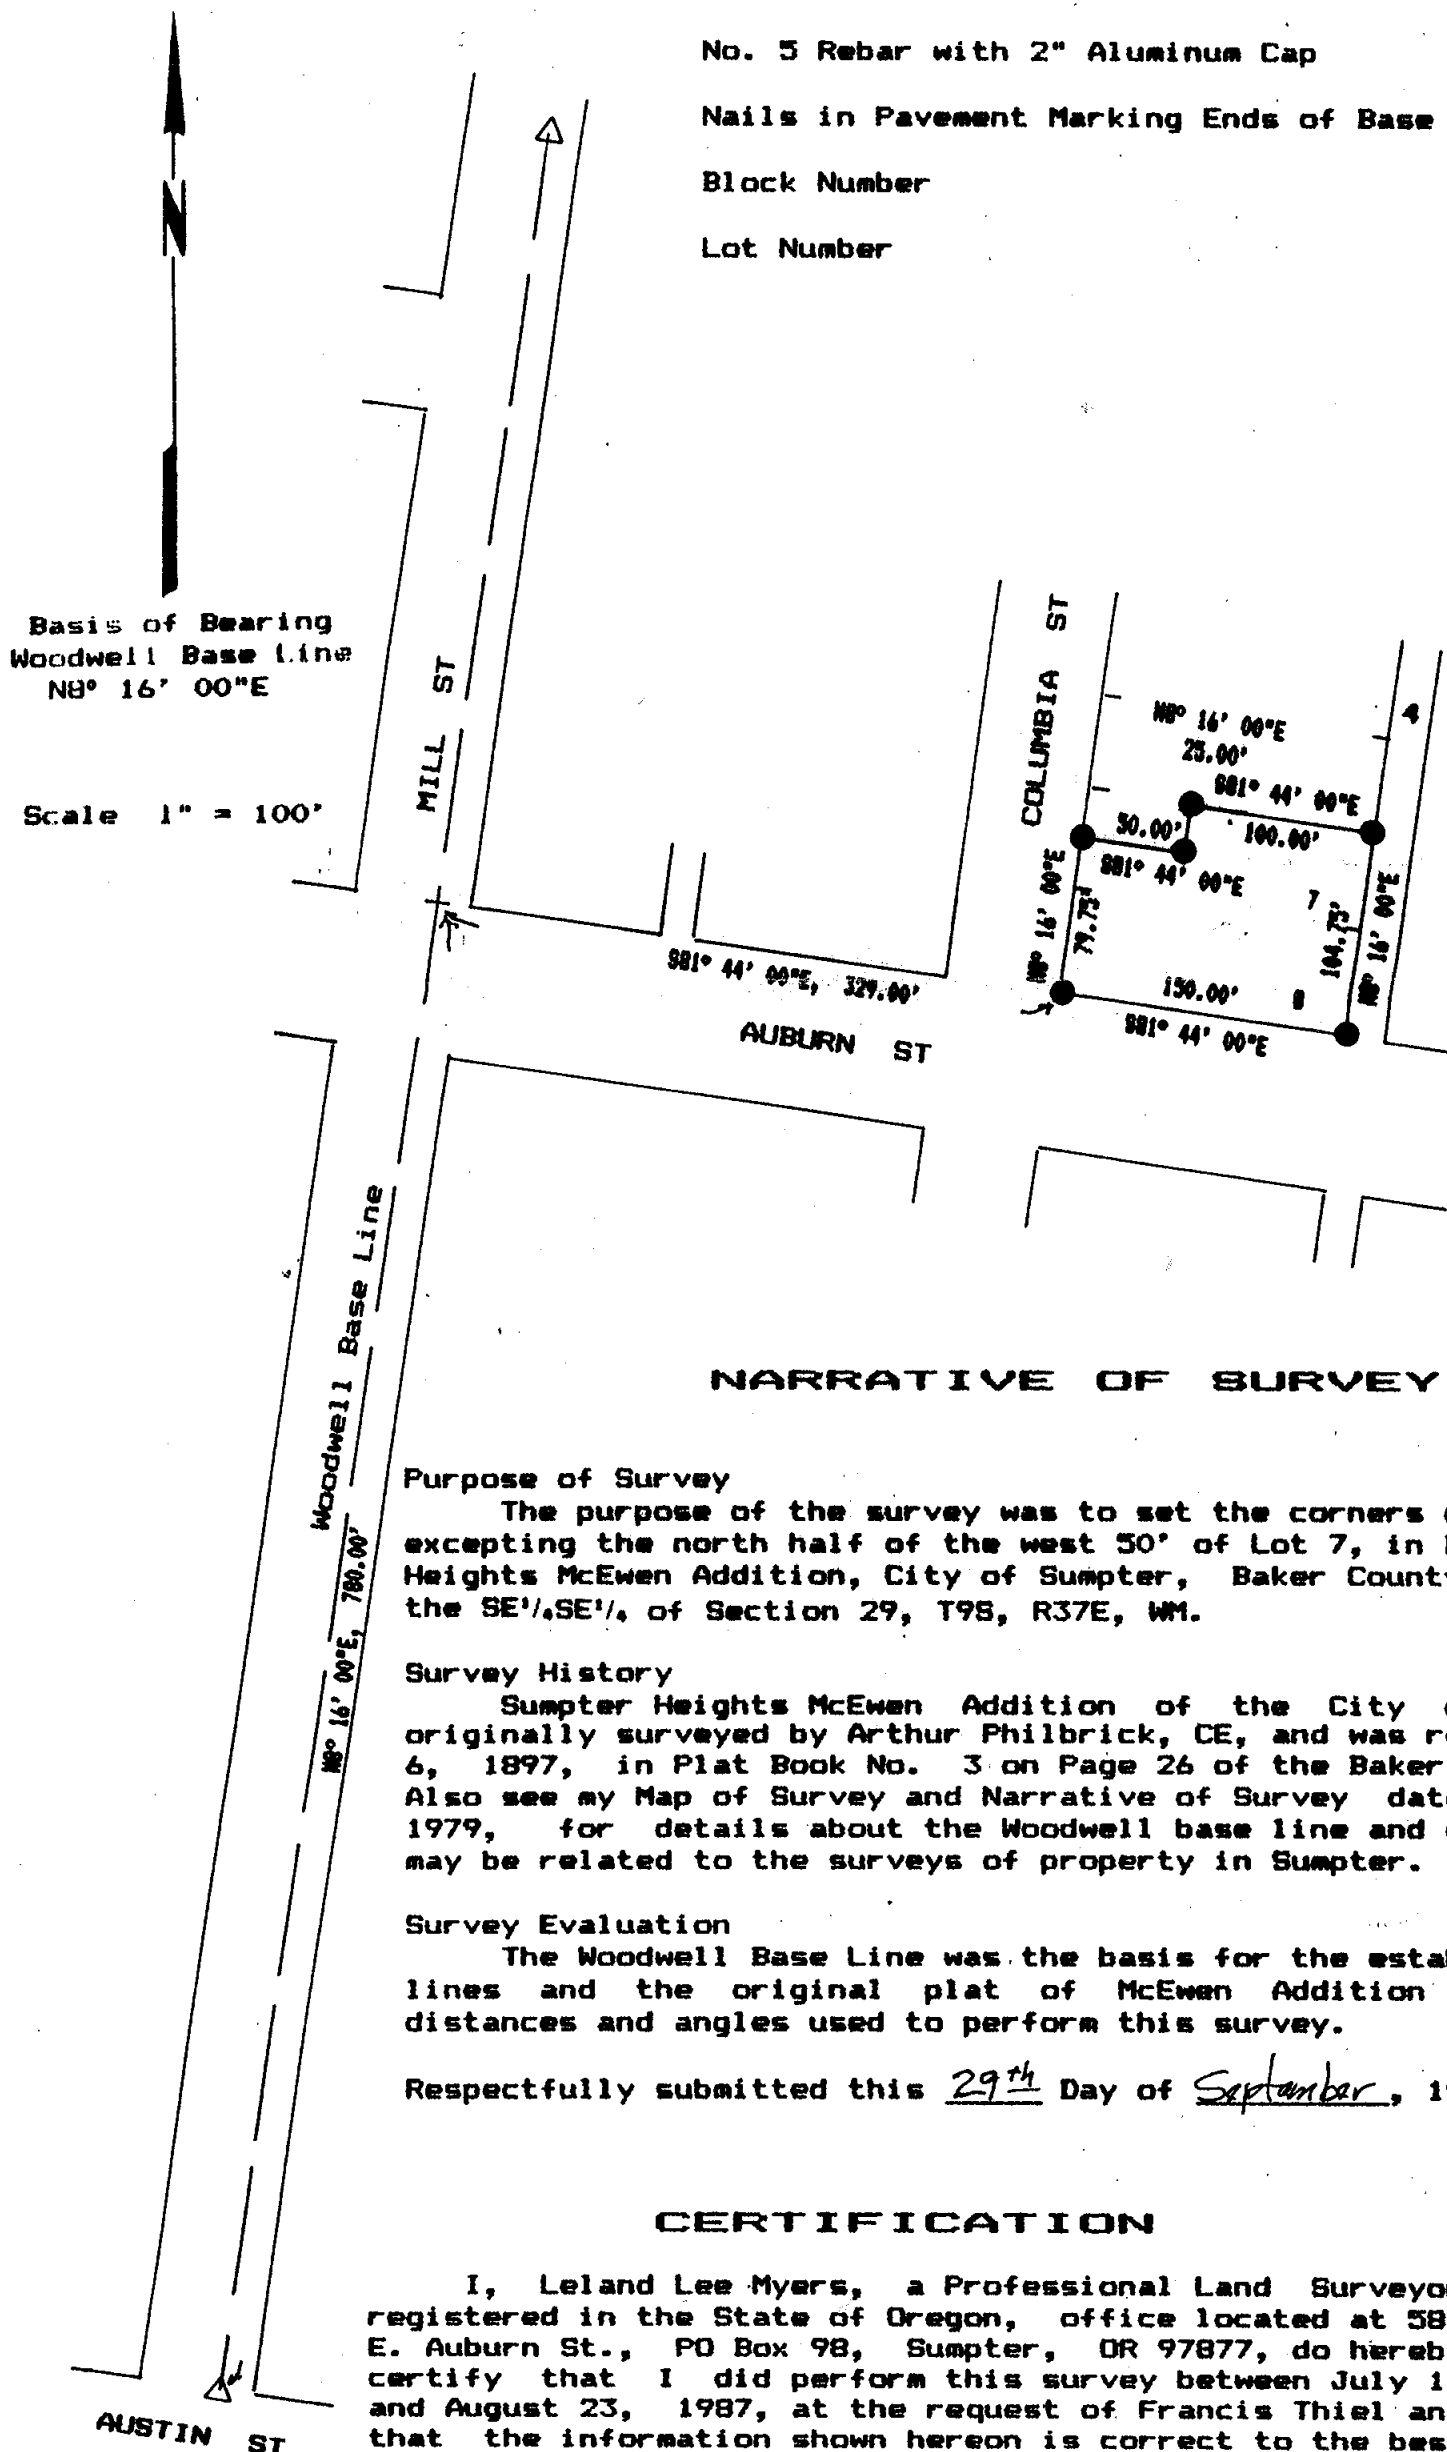 No. 5 Rebar with 2" Aluminum Cap
Nails in Pavement Marking Ends of Base
Block Number
Lot Number
N
Basis of Bearing
Woodwell Base Line
N8° 16' 00"E
Scale 1" = 100'
MILL ST
COLUMBIA ST
N8° 16' 00"E
25.00'
4
S81° 44' 00"E
100.00'
50.00'
S81° 44' 00"E
N8° 16' 00"E
79.75'
7
104.75'
N8° 16' 00"E
150.00'
8
S81° 44' 00"E
S81° 44' 00"E, 329.00'
AUBURN ST
Woodwell Base Line
N8° 16' 00"E, 780.00'
NARRATIVE OF SURVEY
Purpose of Survey
The purpose of the survey was to set the corners
excepting the north half of the west 50' of Lot 7, in
Heights McEwen Addition, City of Sumpter, Baker County
the SE¼SE¼ of Section 29, T9S, R37E, WM.
Survey History
Sumpter Heights McEwen Addition of the City
originally surveyed by Arthur Philbrick, CE, and was
6, 1897, in Plat Book No. 3 on Page 26 of the Baker
Also see my Map of Survey and Narrative of Survey dat
1979, for details about the Woodwell base line and
may be related to the surveys of property in Sumpter.
Survey Evaluation
The Woodwell Base Line was the basis for the esta
lines and the original plat of McEwen Addition
distances and angles used to perform this survey.
Respectfully submitted this 29th Day of September, 1
CERTIFICATION
I, Leland Lee Myers, a Professional Land Surveyo
registered in the State of Oregon, office located at 58
E. Auburn St., PO Box 98, Sumpter, OR 97877, do hereb
certify that I did perform this survey between July 1
and August 23, 1987, at the request of Francis Thiel an
that the information shown hereon is correct to the bes
AUSTIN ST